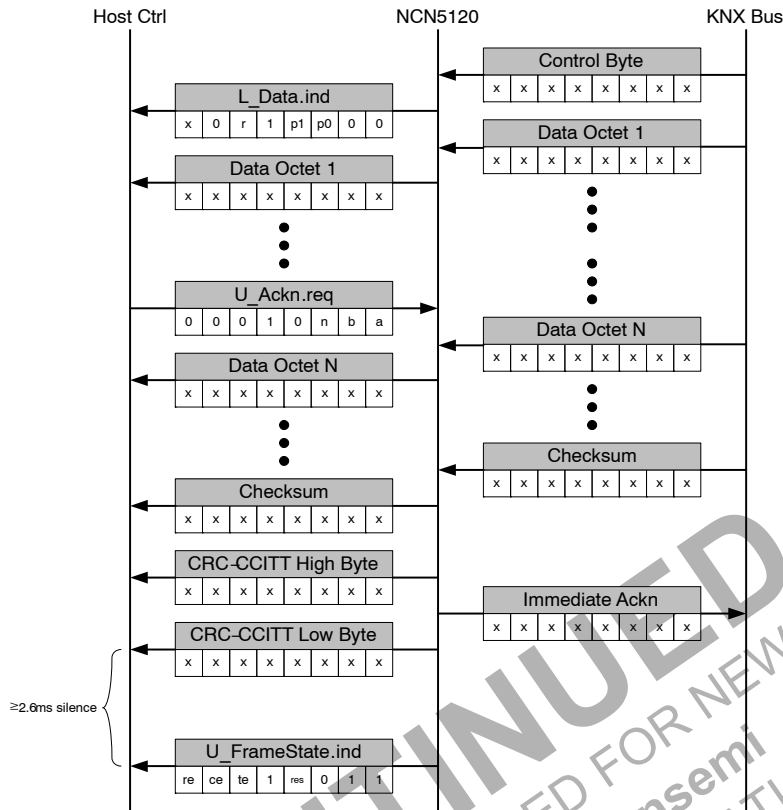 Host Ctrl NCN5120 KNX Bus
Control Byte
x x x x x x x x
L_Data.ind
x 0 r 1 p1 p0 0 0
Data Octet 1
x x x x x x x x
Data Octet 1
x x x x x x x x
U_Ackn.req
0 0 0 1 0 n b a
Data Octet N
x x x x x x x x
Data Octet N
x x x x x x x x
Checksum
x x x x x x x x
Checksum
x x x x x x x x
CRC-CCITT High Byte
x x x x x x x x
Immediate Ackn
x x x x x x x x
CRC-CCITT Low Byte
x x x x x x x x
≥2.6ms silence
U_FrameState.ind
re ce te 1 res 0 1 1
TINUED
ED FOR NEW
nsemi